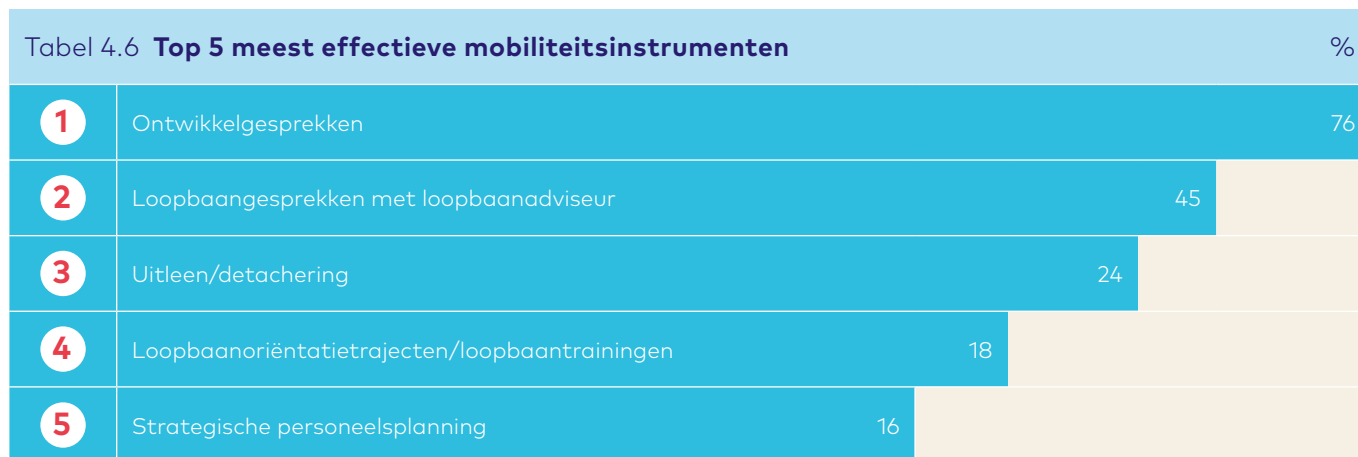 Tabel 4.6 Top 5 meest effectieve mobiliteitsinstrumenten %
1 Ontwikkelgesprekken 76
2 Loopbaangesprekken met loopbaanadviseur 45
3 Uitleen/detachering 24
4 Loopbaanoriëntatietrajecten/loopbaantrainingen 18
5 Strategische personeelsplanning 16